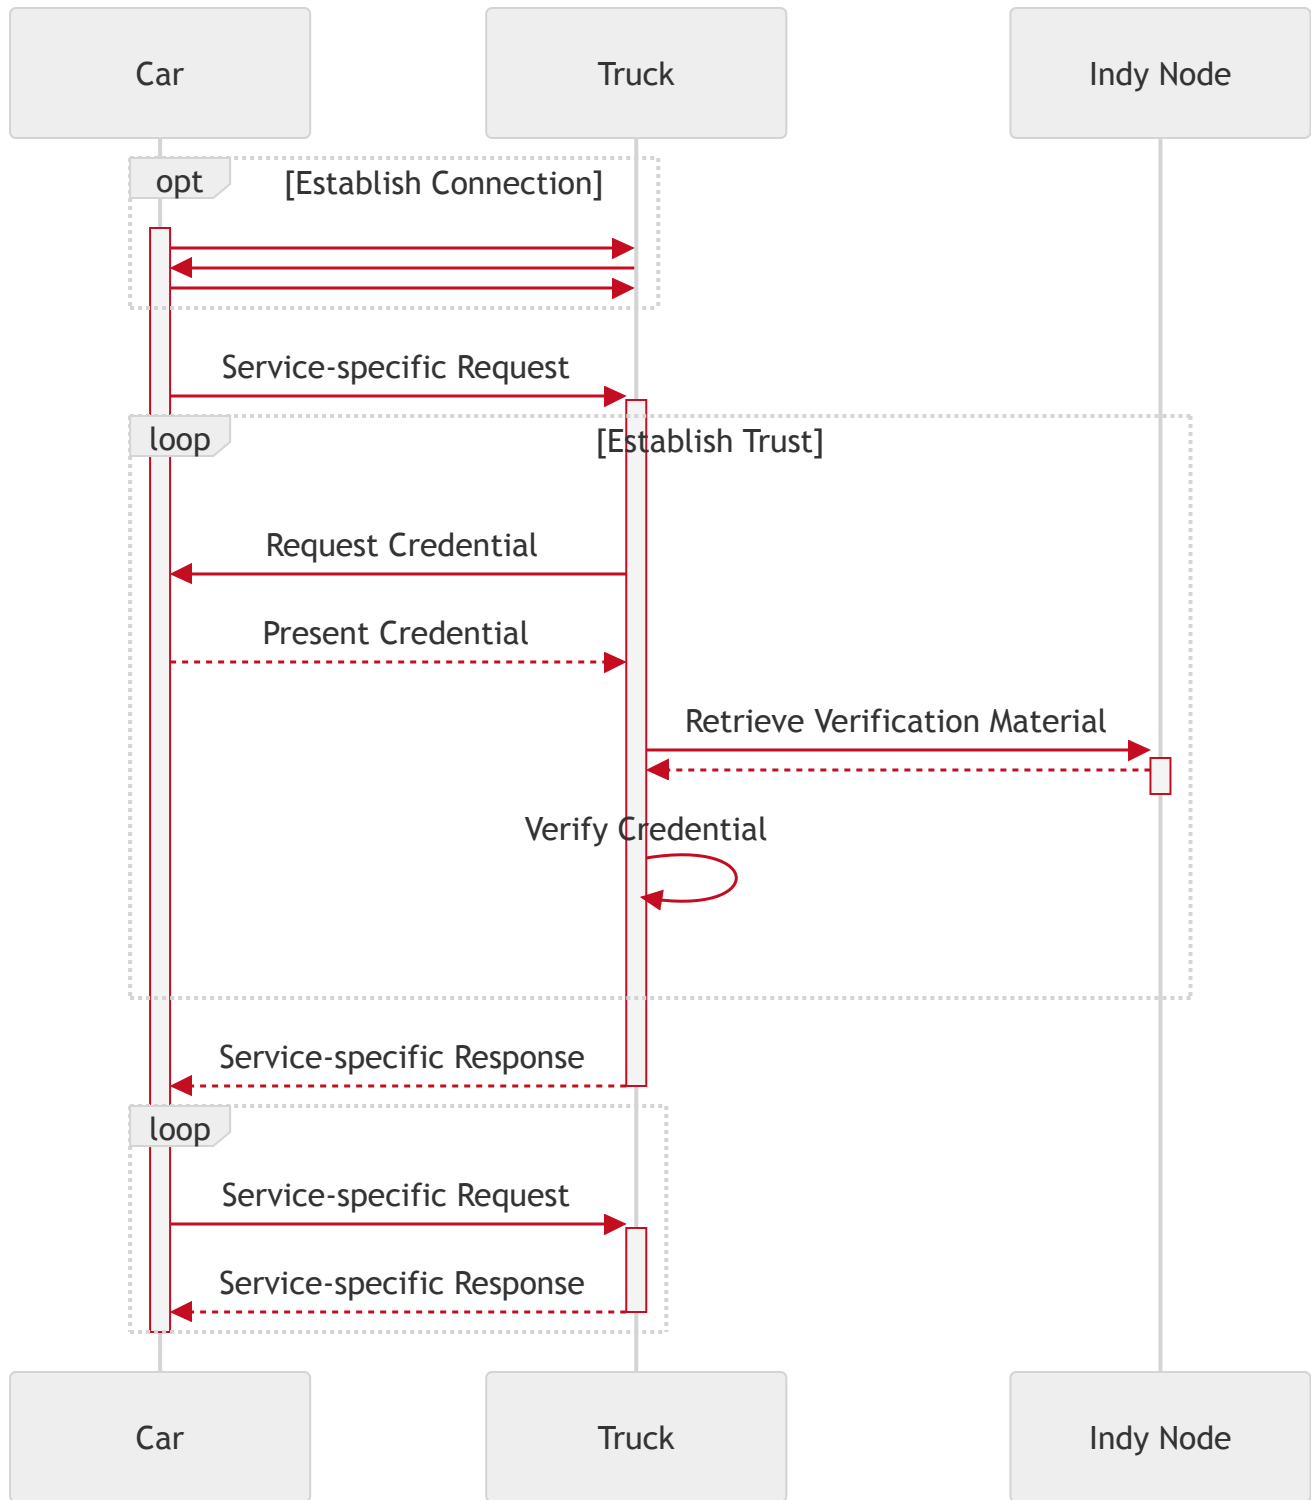 Car
Truck
Indy Node
opt
[Establish Connection]
Service-specific Request
loop
[Establish Trust]
Request Credential
Present Credential
Retrieve Verification Material
Verify Credential
Service-specific Response
loop
Service-specific Request
Service-specific Response
Car
Truck
Indy Node